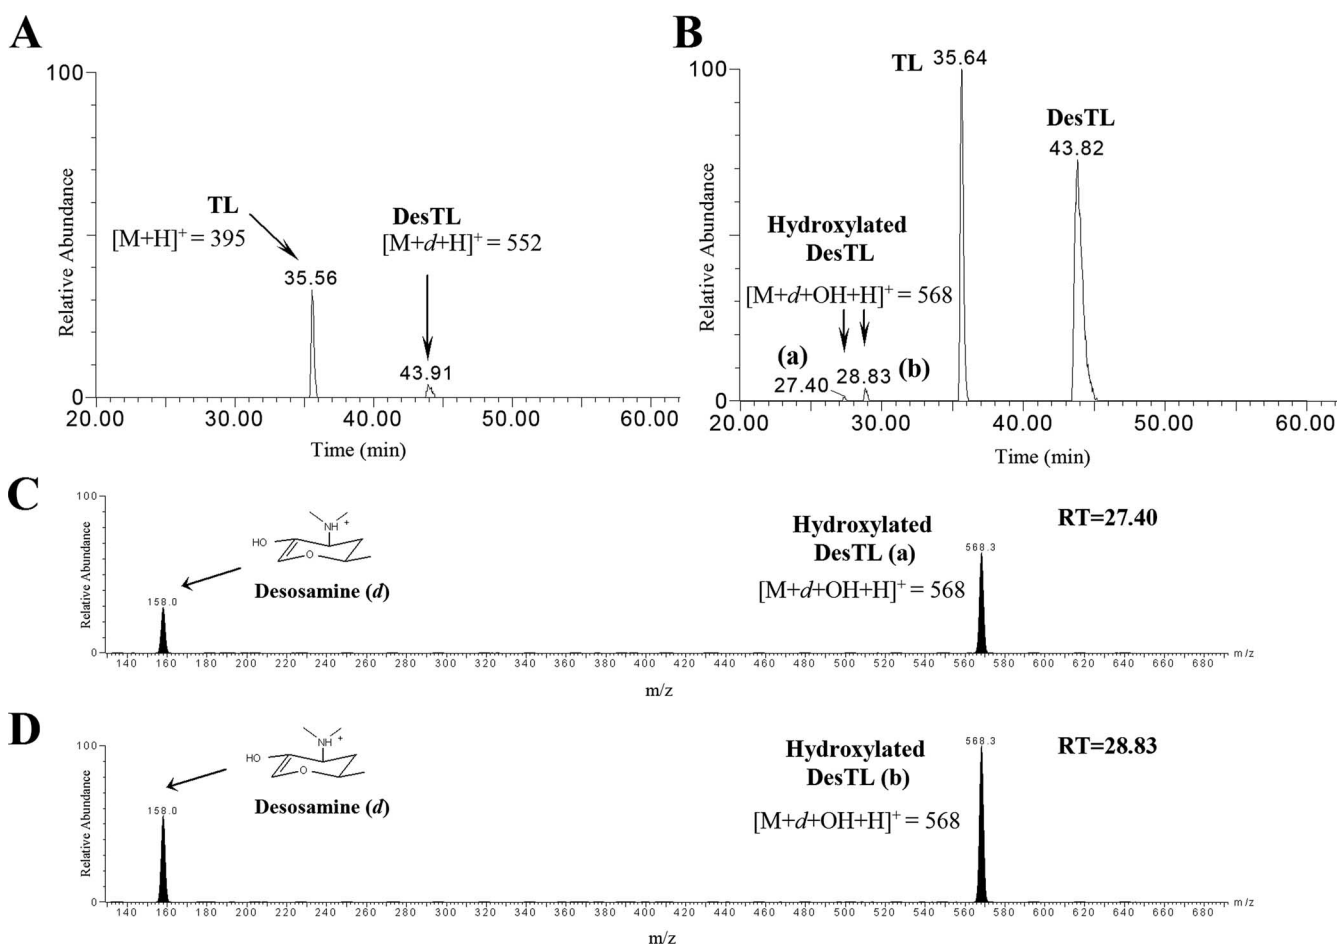 A
100
Relative Abundance
TL
[M+H]+ = 395
35.56
DesTL
[M+d+H]+ = 552
43.91
0
20.00 30.00 40.00 50.00 60.00
Time (min)
B
100
Relative Abundance
TL 35.64
DesTL
43.82
Hydroxylated
DesTL
[M+d+OH+H]+ = 568
(a)
27.40 28.83 (b)
0
20.00 30.00 40.00 50.00 60.00
Time (min)
C
100
Relative Abundance
0
158.0
HO
NH +
O
Desosamine (d)
Hydroxylated
DesTL (a)
[M+d+OH+H]+ = 568
568.3
RT=27.40
140 160 180 200 220 240 260 280 300 320 340 360 380 400 420 440 460 480 500 520 540 560 580 600 620 640 660 680 m/z
m/z
D
100
Relative Abundance
0
158.0
HO
NH +
O
Desosamine (d)
Hydroxylated
DesTL (b)
[M+d+OH+H]+ = 568
568.3
RT=28.83
140 160 180 200 220 240 260 280 300 320 340 360 380 400 420 440 460 480 500 520 540 560 580 600 620 640 660 680 m/z
m/z